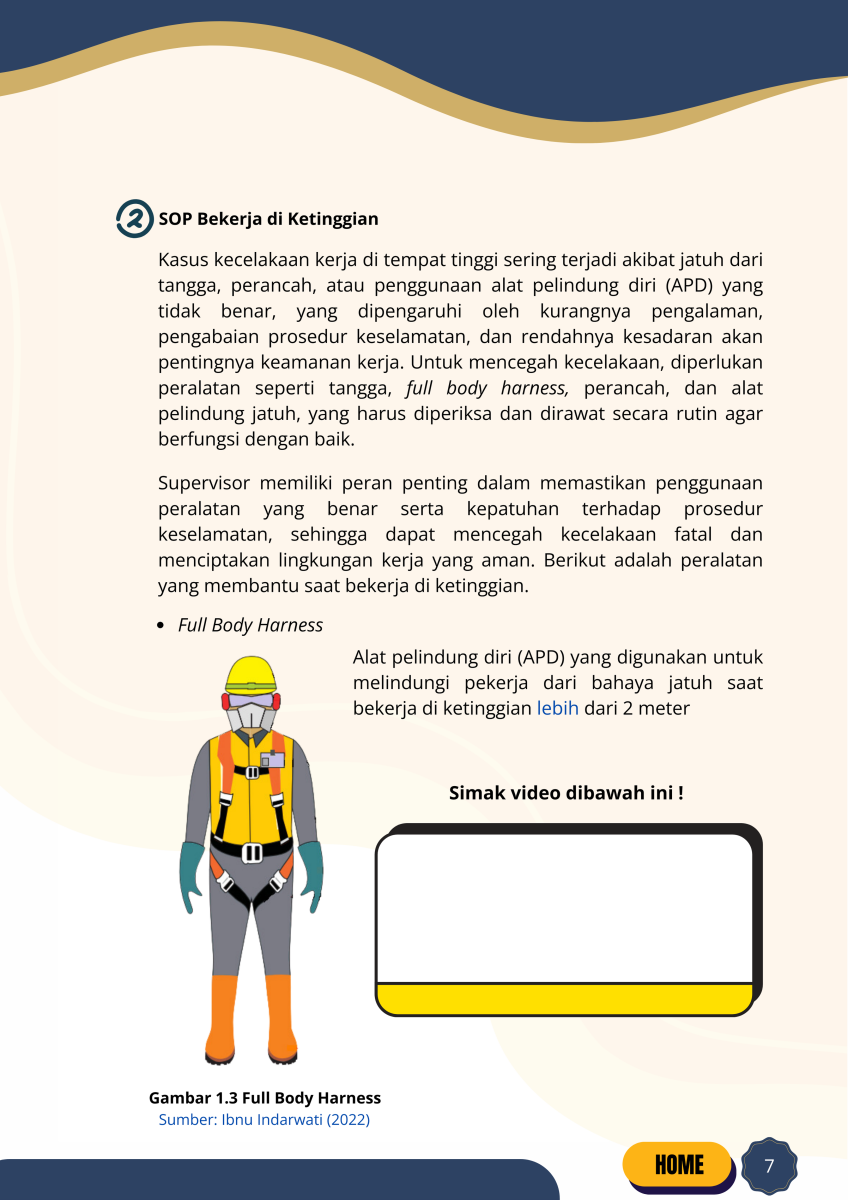 2 SOP Bekerja di Ketinggian
Kasus kecelakaan kerja di tempat tinggi sering terjadi akibat jatuh dari
tangga, perancah, atau penggunaan alat pelindung diri (APD) yang
tidak benar, yang dipengaruhi oleh kurangnya pengalaman,
pengabaian prosedur keselamatan, dan rendahnya kesadaran akan
pentingnya keamanan kerja. Untuk mencegah kecelakaan, diperlukan
peralatan seperti tangga, full body harness, perancah, dan alat
pelindung jatuh, yang harus diperiksa dan dirawat secara rutin agar
berfungsi dengan baik.
Supervisor memiliki peran penting dalam memastikan penggunaan
peralatan yang benar serta kepatuhan terhadap prosedur
keselamatan, sehingga dapat mencegah kecelakaan fatal dan
menciptakan lingkungan kerja yang aman. Berikut adalah peralatan
yang membantu saat bekerja di ketinggian.
• Full Body Harness
Alat pelindung diri (APD) yang digunakan untuk
melindungi pekerja dari bahaya jatuh saat
bekerja di ketinggian lebih dari 2 meter
Simak video dibawah ini !
Gambar 1.3 Full Body Harness
Sumber: Ibnu Indarwati (2022)
HOME
7